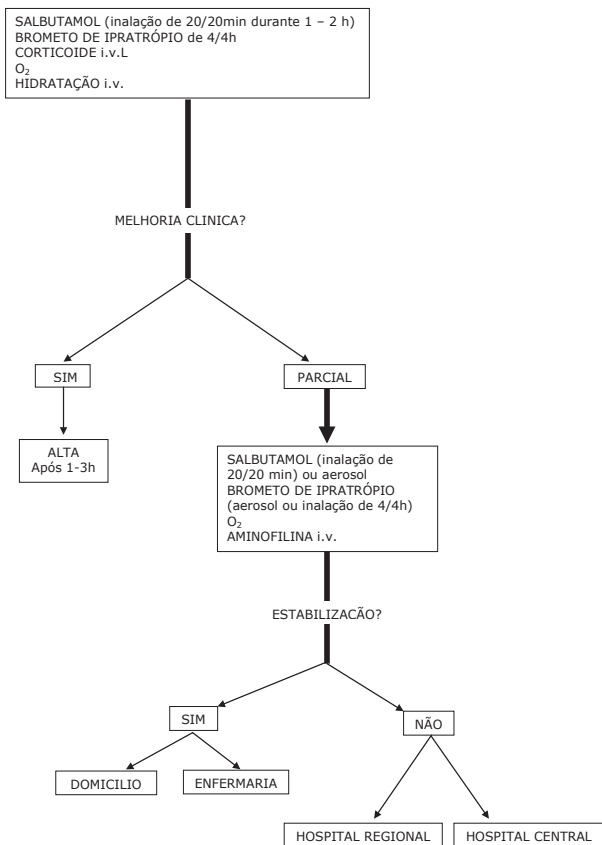 SALBUTAMOL (inalação de 20/20min durante 1 – 2 h)
BROMETO DE IPRATRÓPIO de 4/4h
CORTICOIDE i.v.L
O₂
HIDRATAÇÃO i.v.
MELHORIA CLINICA?
SIM
PARCIAL
ALTA
Após 1-3h
SALBUTAMOL (inalação de
20/20 min) ou aerosol
BROMETO DE IPRATRÓPIO
(aerosol ou inalação de 4/4h)
O₂
AMINOFILINA i.v.
ESTABILIZACÃO?
SIM
NÃO
DOMICILIO
ENFERMARIA
HOSPITAL REGIONAL
HOSPITAL CENTRAL